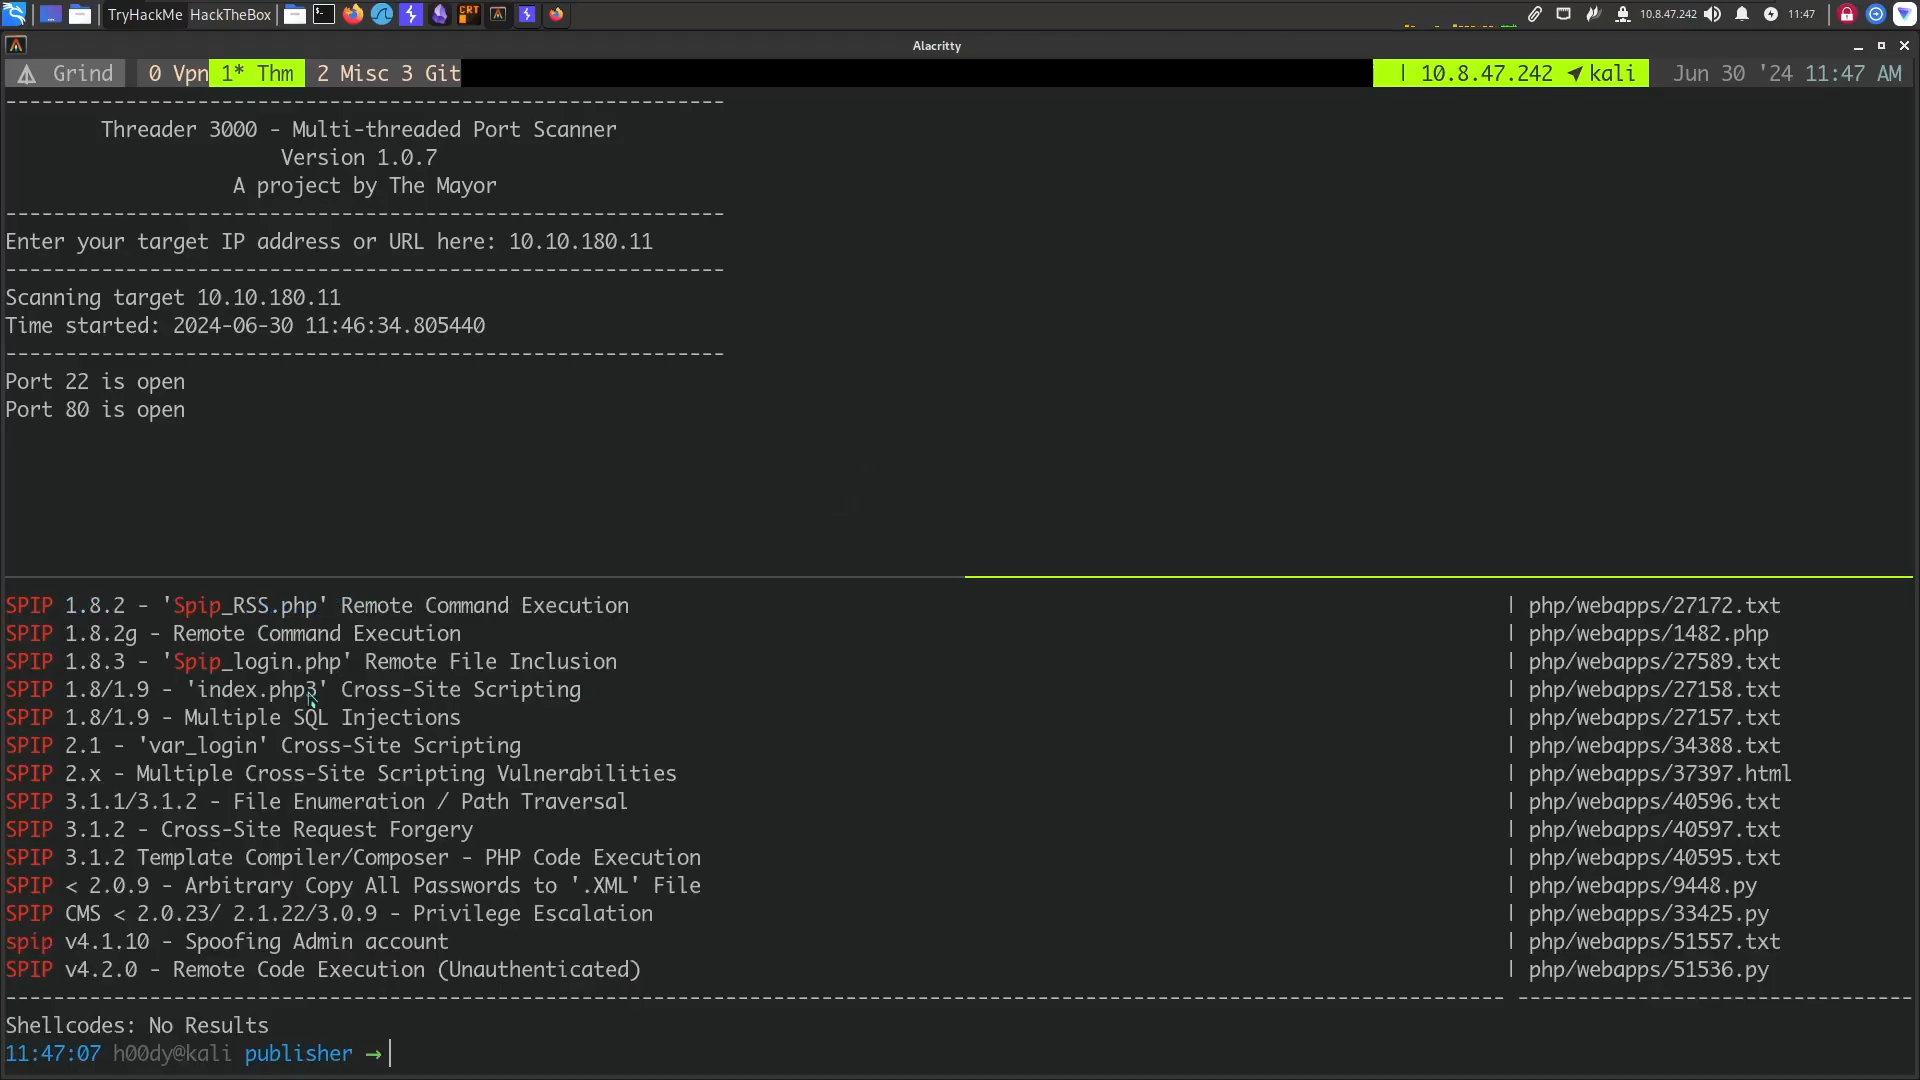 TryHackMe HackTheBox CRT 10.8.47.242 11:47
Alacritty
Grind 0 Vpn 1* Thm 2 Misc 3 Git | 10.8.47.242 kali Jun 30 '24 11:47 AM
------------------------------------------------------------
Threader 3000 - Multi-threaded Port Scanner
Version 1.0.7
A project by The Mayor
------------------------------------------------------------
Enter your target IP address or URL here: 10.10.180.11
------------------------------------------------------------
Scanning target 10.10.180.11
Time started: 2024-06-30 11:46:34.805440
------------------------------------------------------------
Port 22 is open
Port 80 is open
SPIP 1.8.2 - 'Spip_RSS.php' Remote Command Execution | php/webapps/27172.txt
SPIP 1.8.2g - Remote Command Execution | php/webapps/1482.php
SPIP 1.8.3 - 'Spip_login.php' Remote File Inclusion | php/webapps/27589.txt
SPIP 1.8/1.9 - 'index.php3' Cross-Site Scripting | php/webapps/27158.txt
SPIP 1.8/1.9 - Multiple SQL Injections | php/webapps/27157.txt
SPIP 2.1 - 'var_login' Cross-Site Scripting | php/webapps/34388.txt
SPIP 2.x - Multiple Cross-Site Scripting Vulnerabilities | php/webapps/37397.html
SPIP 3.1.1/3.1.2 - File Enumeration / Path Traversal | php/webapps/40596.txt
SPIP 3.1.2 - Cross-Site Request Forgery | php/webapps/40597.txt
SPIP 3.1.2 Template Compiler/Composer - PHP Code Execution | php/webapps/40595.txt
SPIP < 2.0.9 - Arbitrary Copy All Passwords to '.XML' File | php/webapps/9448.py
SPIP CMS < 2.0.23/ 2.1.22/3.0.9 - Privilege Escalation | php/webapps/33425.py
spip v4.1.10 - Spoofing Admin account | php/webapps/51557.txt
SPIP v4.2.0 - Remote Code Execution (Unauthenticated) | php/webapps/51536.py
----------------------------------------------------------------------------------------------------------------------------- ---------------------------------
Shellcodes: No Results
11:47:07 h00dy@kali publisher →